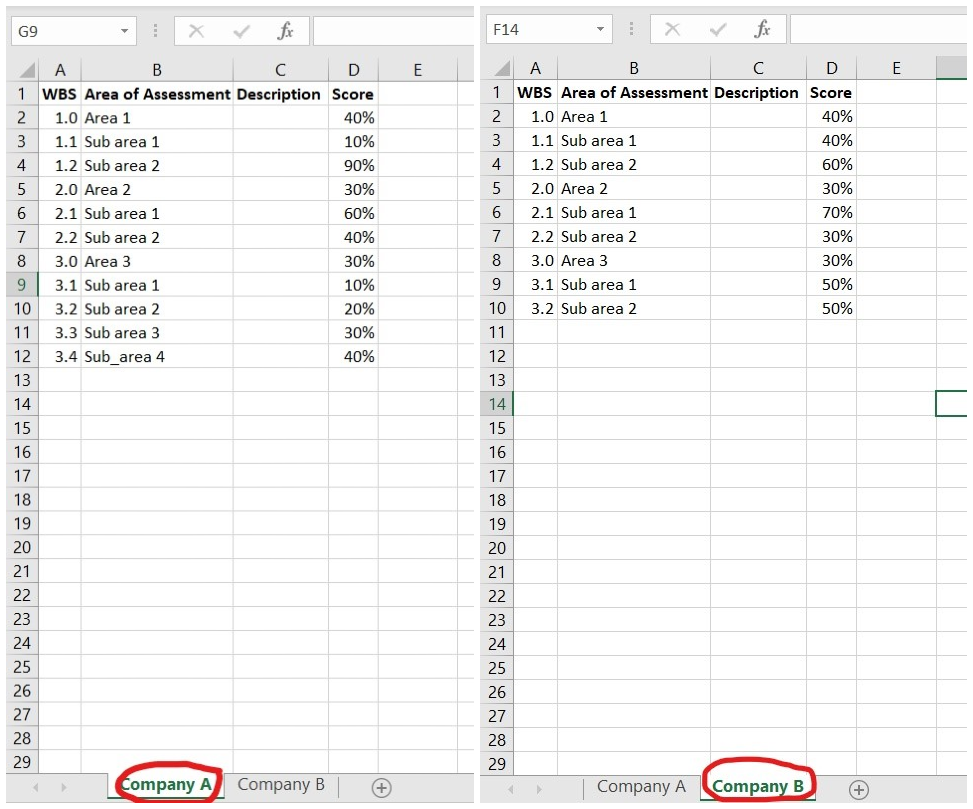 G9 fx
A B C D E
1 WBS Area of Assessment Description Score
2 1.0 Area 1 40%
3 1.1 Sub area 1 10%
4 1.2 Sub area 2 90%
5 2.0 Area 2 30%
6 2.1 Sub area 1 60%
7 2.2 Sub area 2 40%
8 3.0 Area 3 30%
9 3.1 Sub area 1 10%
10 3.2 Sub area 2 20%
11 3.3 Sub area 3 30%
12 3.4 Sub_area 4 40%
13
14
15
16
17
18
19
20
21
22
23
24
25
26
27
28
29
Company A Company B
F14 fx
A B C D E
1 WBS Area of Assessment Description Score
2 1.0 Area 1 40%
3 1.1 Sub area 1 40%
4 1.2 Sub area 2 60%
5 2.0 Area 2 30%
6 2.1 Sub area 1 70%
7 2.2 Sub area 2 30%
8 3.0 Area 3 30%
9 3.1 Sub area 1 50%
10 3.2 Sub area 2 50%
11
12
13
14
15
16
17
18
19
20
21
22
23
24
25
26
27
28
29
Company A Company B